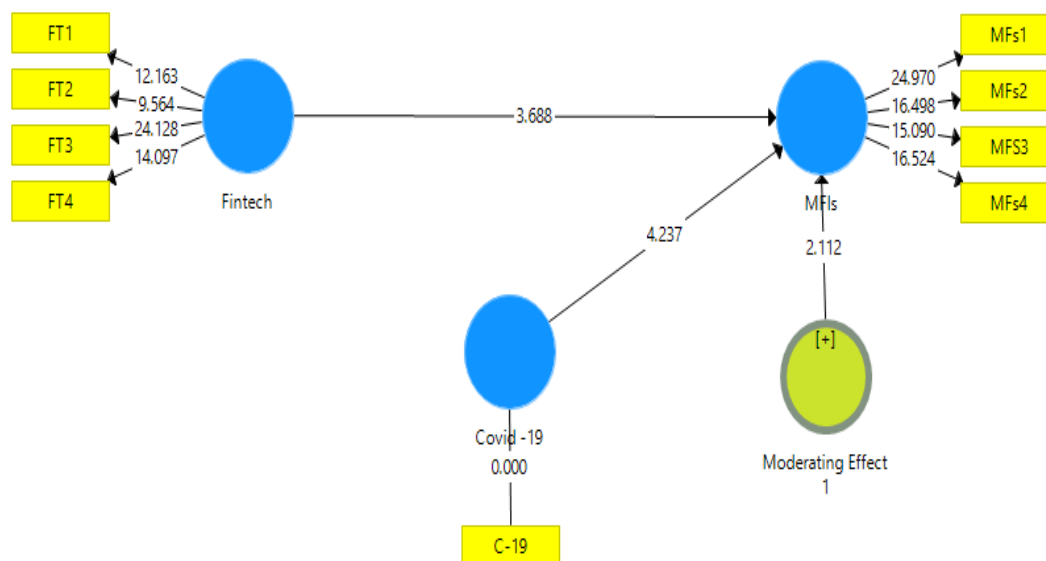 FT1
FT2
FT3
FT4
12.163
9.564
24.128
14.097
Fintech
3.688
MFIs
24.970
16.498
15.090
16.524
MFs1
MFs2
MFS3
MFs4
4.237
2.112
[+]
Covid -19
0.000
C-19
Moderating Effect
1